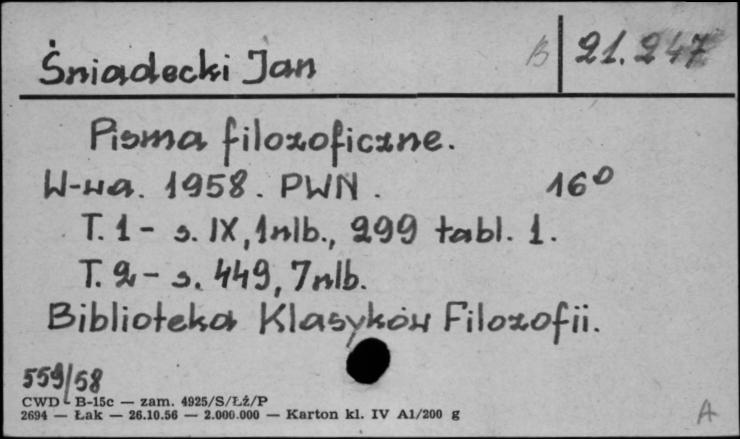 Śniadecki Jan B 21.247
Pisma filozoficzne.
W-wa. 1958. PWN. 16⁰
T. 1 - s. IX, 1nlb., 299 tabl. 1.
T. 2 - s. 449, 7nlb.
Biblioteka Klasyków Filozofii.
559/58
CWD B-15c — zam. 4925/S/Łź/P
2694 — Łak — 26.10.56 — 2.000.000 — Karton kl. IV A1/200 g A